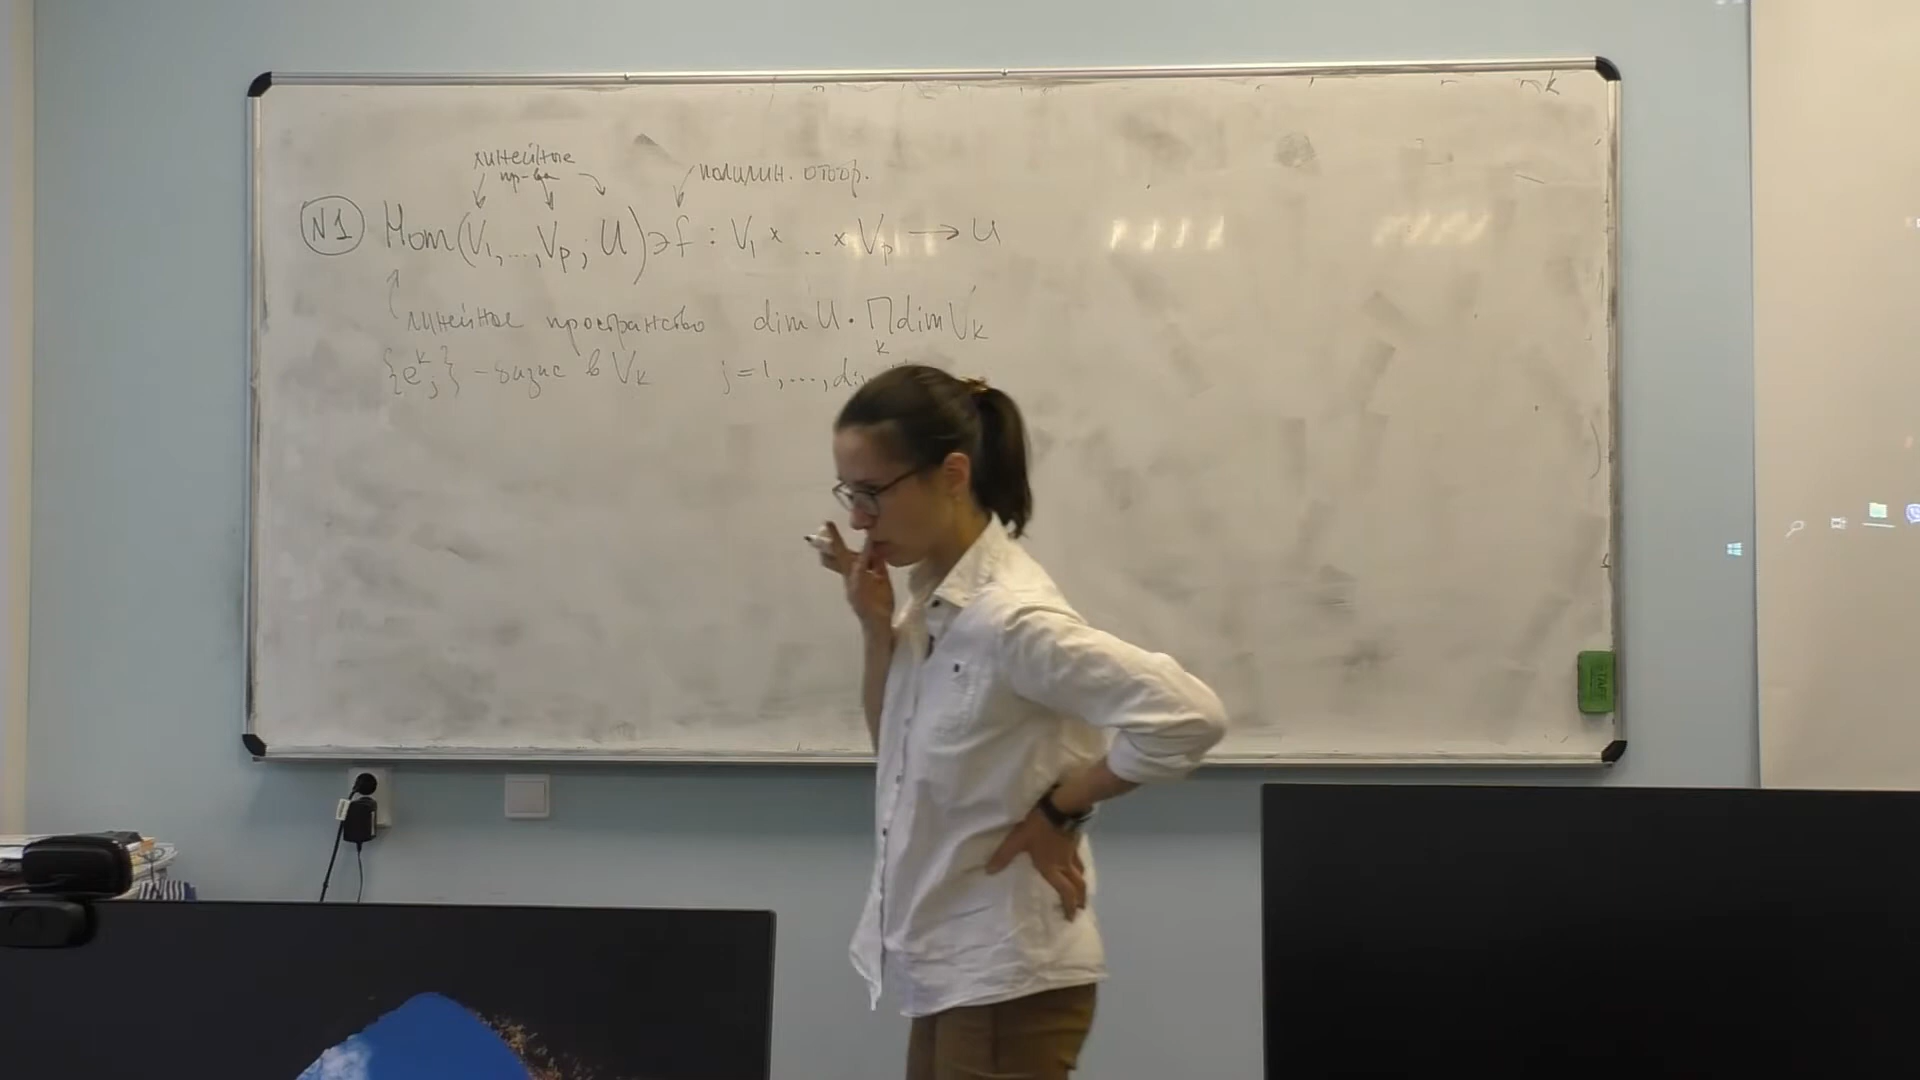 линейные
пр-ва
полилин. отобр.
N1 Hom(V₁,...,Vₚ; U)∋f : V₁ × .. × Vₚ → U
линейное пространство dim U · ∏ dim Vₖ
k
{eᵏⱼ} - базис в Vₖ j=1,...,di
k